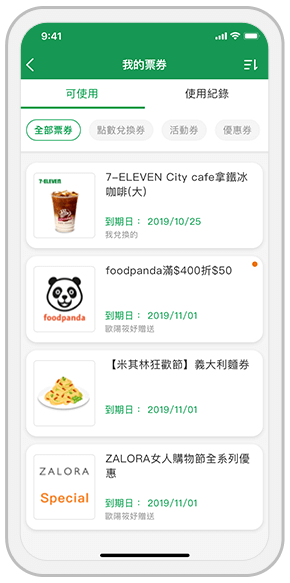 9:41
我的票券
可使用
使用紀錄
全部票券
點數兌換券
活動券
優惠券
7-ELEVEN
7-ELEVEN City cafe拿鐵冰
咖啡(大)
到期日： 2019/10/25
我兌換的
foodpanda
foodpanda滿$400折$50
到期日： 2019/11/01
歐陽筱妤贈送
【米其林狂歡節】義大利麵券
到期日： 2019/11/01
ZALORA
Special
ZALORA女人購物節全系列優
惠
到期日： 2019/11/01
歐陽筱妤贈送